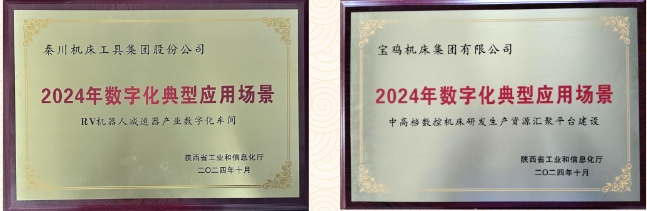 秦川机床工具集团股份公司
2024年数字化典型应用场景
RV机器人减速器产业数字化车间
陕西省工业和信息化厅
二〇二四年十月
宝鸡机床集团有限公司
2024年数字化典型应用场景
中高档数控机床研发生产资源汇聚平台建设
陕西省工业和信息化厅
二〇二四年十月